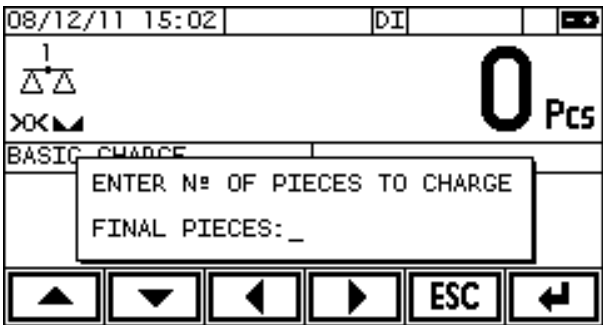 08/12/11 15:02 DI
1
0 Pcs
BASIC CHARGE
ENTER Nº OF PIECES TO CHARGE
FINAL PIECES:_
ESC